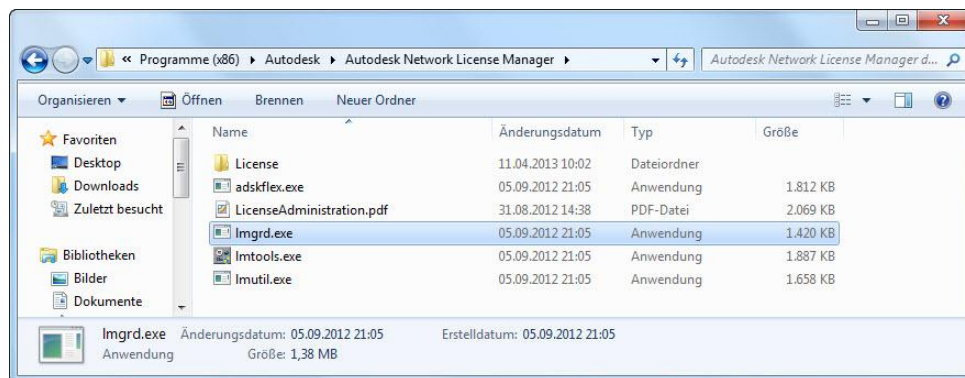 « Programme (x86) ▸ Autodesk ▸ Autodesk Network License Manager ▸ Autodesk Network License Manager d...
Organisieren ▾ Öffnen Brennen Neuer Ordner
Favoriten
Desktop
Downloads
Zuletzt besucht
Bibliotheken
Bilder
Dokumente
Name Änderungsdatum Typ Größe
License 11.04.2013 10:02 Dateiordner
adskflex.exe 05.09.2012 21:05 Anwendung 1.812 KB
LicenseAdministration.pdf 31.08.2012 14:38 PDF-Datei 2.069 KB
lmgrd.exe 05.09.2012 21:05 Anwendung 1.420 KB
lmtools.exe 05.09.2012 21:05 Anwendung 1.887 KB
lmutil.exe 05.09.2012 21:05 Anwendung 1.658 KB
lmgrd.exe Änderungsdatum: 05.09.2012 21:05 Erstelldatum: 05.09.2012 21:05
Anwendung Größe: 1,38 MB